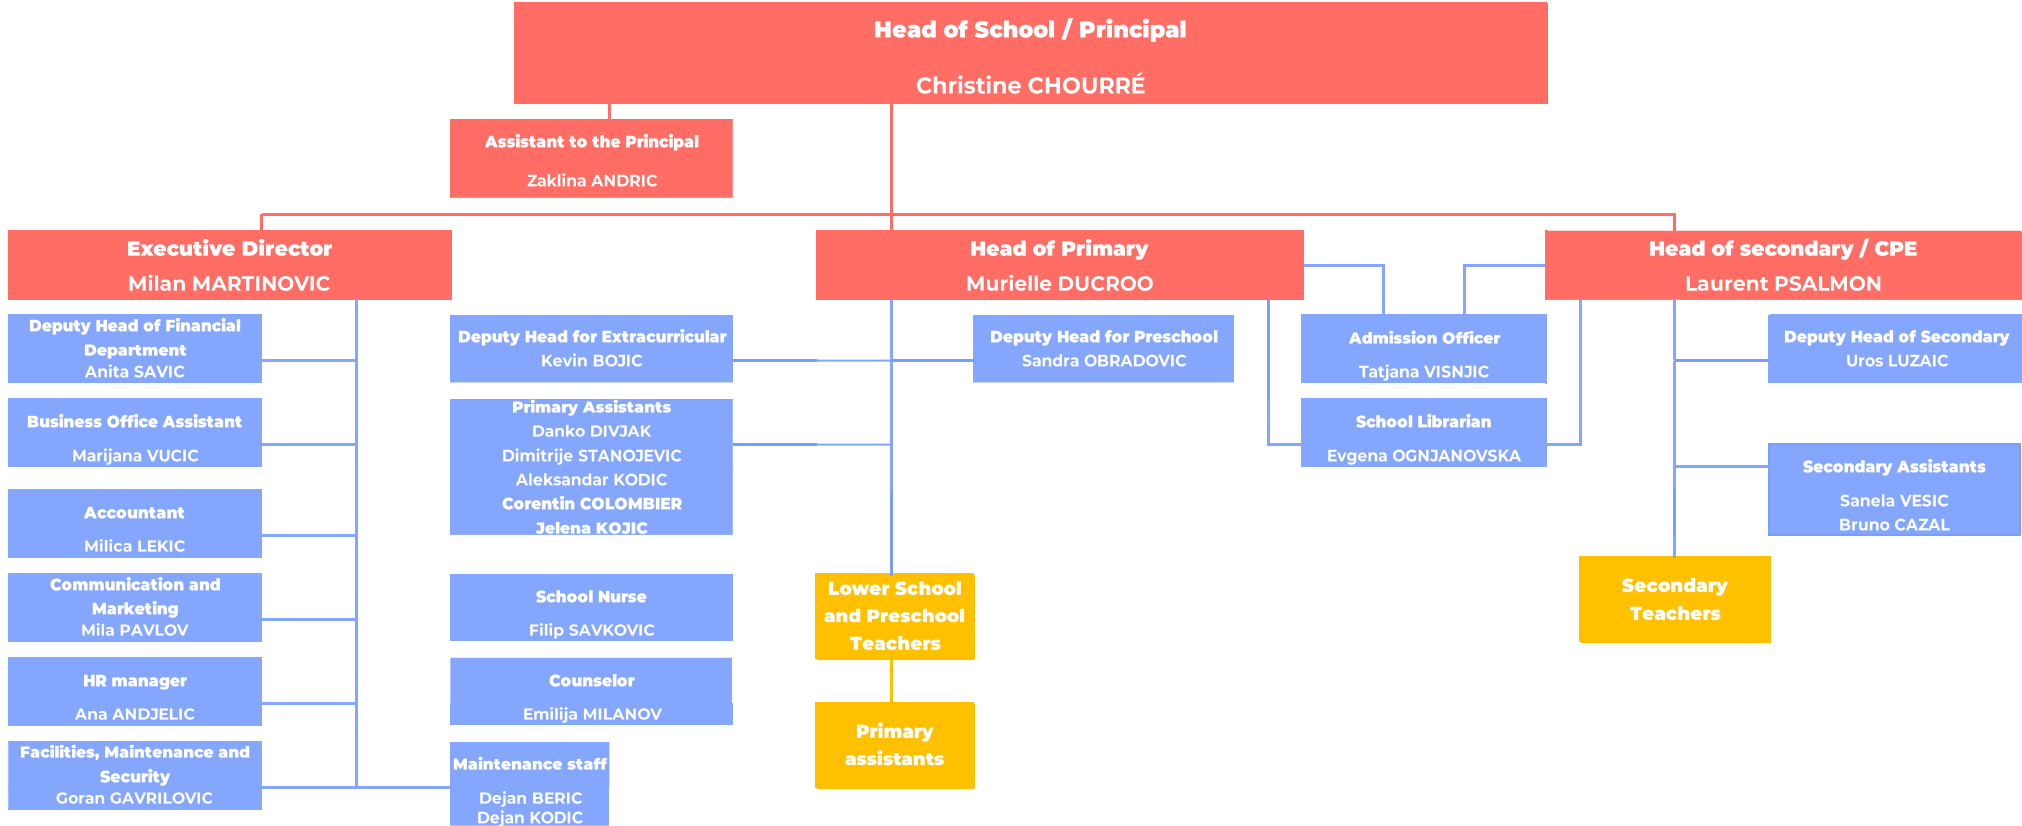 Head of School / Principal
Christine CHOURRÉ
Assistant to the Principal
Zaklina ANDRIC
Executive Director
Milan MARTINOVIC
Head of Primary
Murielle DUCROO
Head of secondary / CPE
Laurent PSALMON
Deputy Head of Financial
Department
Anita SAVIC
Business Office Assistant
Marijana VUCIC
Accountant
Milica LEKIC
Communication and
Marketing
Mila PAVLOV
HR manager
Ana ANDJELIC
Facilities, Maintenance and
Security
Goran GAVRILOVIC
Deputy Head for Extracurricular
Kevin BOJIC
Primary Assistants
Danko DIVJAK
Dimitrije STANOJEVIC
Aleksandar KODIC
Corentin COLOMBIER
Jelena KOJIC
School Nurse
Filip SAVKOVIC
Counselor
Emilija MILANOV
Maintenance staff
Dejan BERIC
Dejan KODIC
Deputy Head for Preschool
Sandra OBRADOVIC
Lower School
and Preschool
Teachers
Primary
assistants
Admission Officer
Tatjana VISNJIC
School Librarian
Evgena OGNJANOVSKA
Deputy Head of Secondary
Uros LUZAIC
Secondary Assistants
Sanela VESIC
Bruno CAZAL
Secondary
Teachers